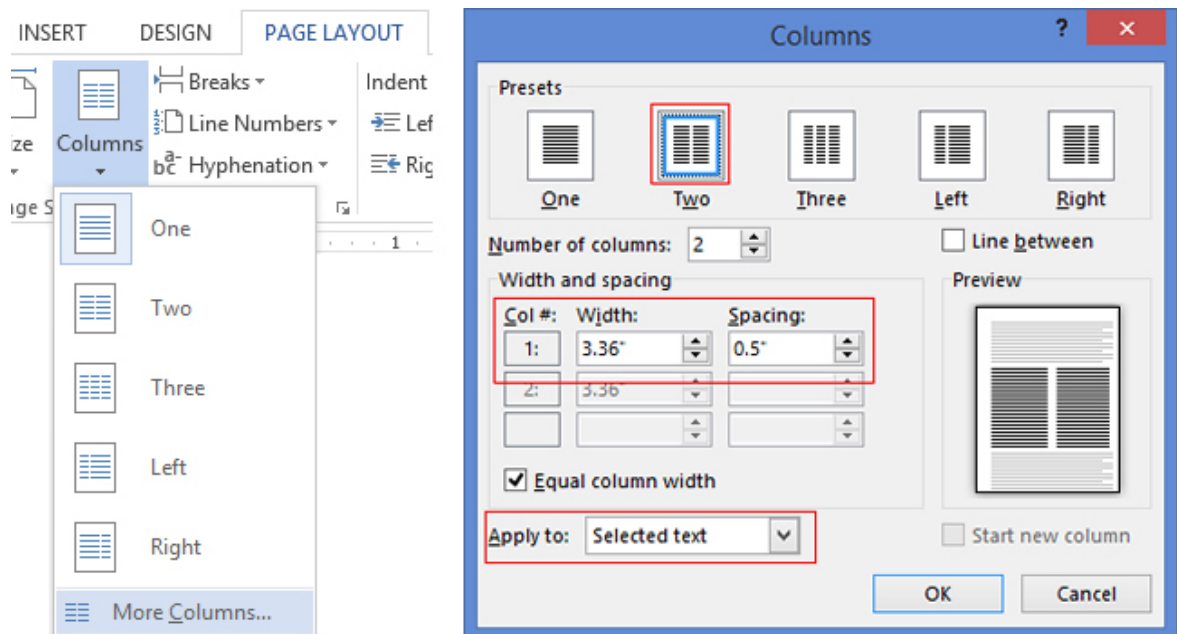 INSERT DESIGN PAGE LAYOUT
Breaks
Indent
Line Numbers
Lef
ze
Columns
Hyphenation
Rig
age S
1
One
Two
Three
Left
Right
More Columns...
Columns
? ×
Presets
One Two Three Left Right
Number of columns: 2
Line between
Width and spacing
Preview
Col #: Width: Spacing:
1: 3.36" 0.5"
2: 3.36"
Equal column width
Apply to: Selected text
Start new column
OK Cancel